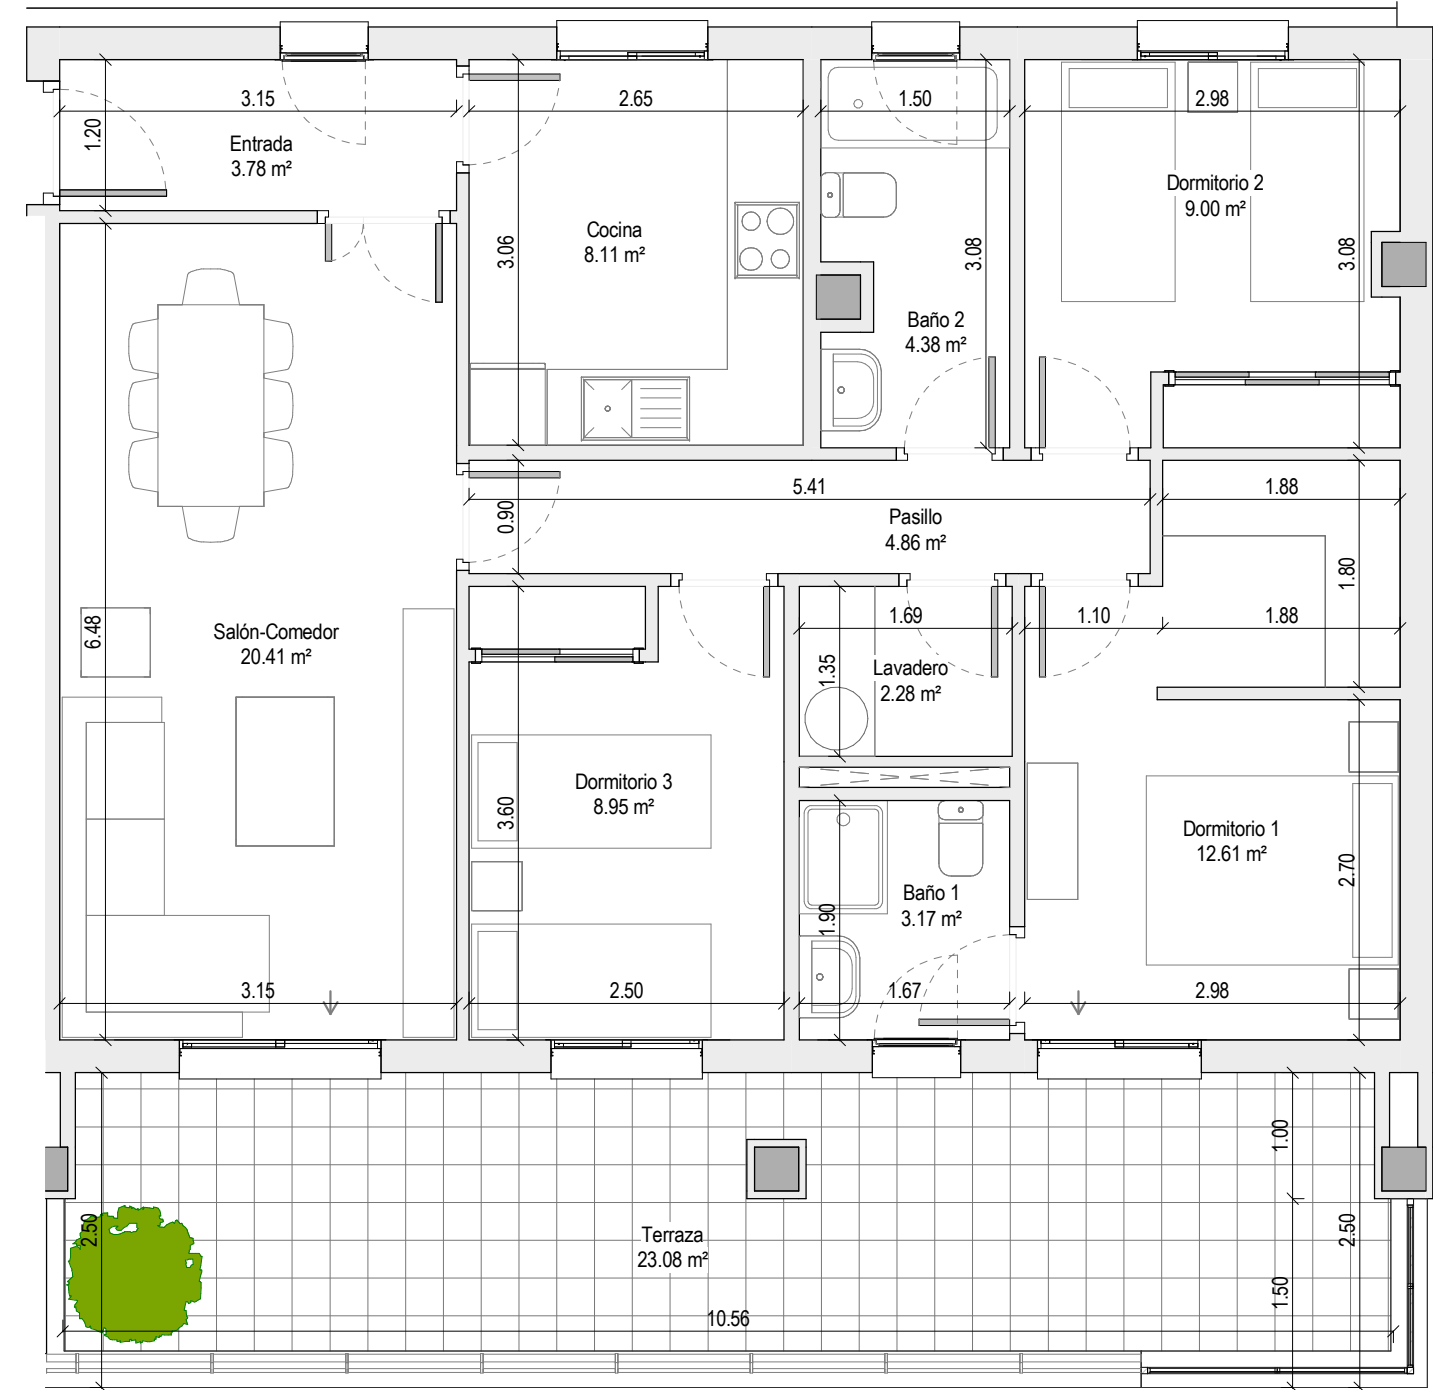 3.15
2.65
1.50
2.98
1.20
Entrada
3.78 m²
Dormitorio 2
9.00 m²
Cocina
8.11 m²
3.06
3.08
3.08
Baño 2
4.38 m²
5.41
1.88
0.90
Pasillo
4.86 m²
1.80
6.48
Salón-Comedor
20.41 m²
1.69
1.10
1.88
1.35
Lavadero
2.28 m²
Dormitorio 3
8.95 m²
3.60
Dormitorio 1
12.61 m²
2.70
Baño 1
3.17 m²
1.90
3.15
2.50
1.67
2.98
1.00
2.50
Terraza
23.08 m²
2.50
1.50
10.56